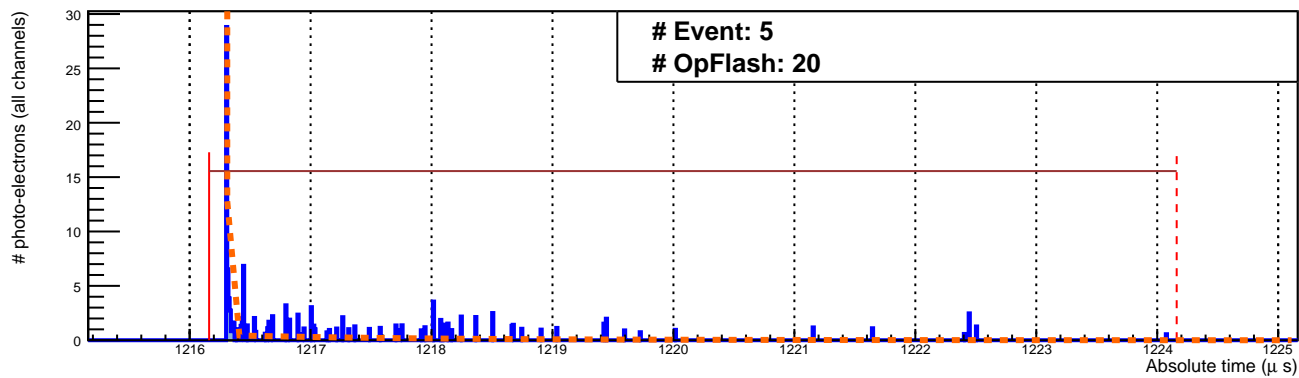 # Event: 5
# OpFlash: 20
# photo-electrons (all channels)
30
25
20
15
10
5
0
1216 1217 1218 1219 1220 1221 1222 1223 1224 1225
Absolute time (μ s)